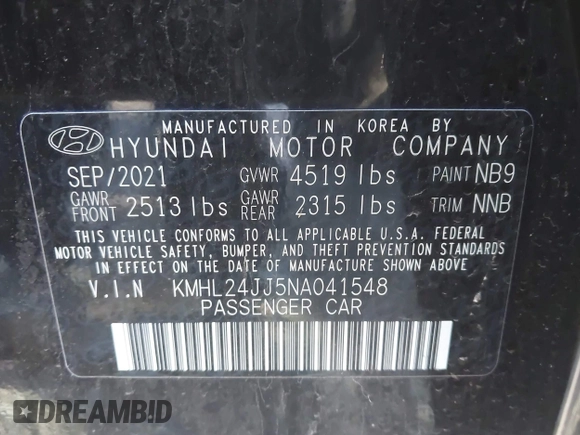 MANUFACTURED IN KOREA BY
HYUNDAI MOTOR COMPANY
SEP/2021 GVWR 4519 lbs PAINT NB9
GAWR FRONT 2513 lbs GAWR REAR 2315 lbs TRIM NNB
THIS VEHICLE CONFORMS TO ALL APPLICABLE U.S.A. FEDERAL
MOTOR VEHICLE SAFETY, BUMPER, AND THEFT PREVENTION STANDARDS
IN EFFECT ON THE DATE OF MANUFACTURE SHOWN ABOVE
V.I.N KMHL24JJ5NA041548
PASSENGER CAR
DREAMBID